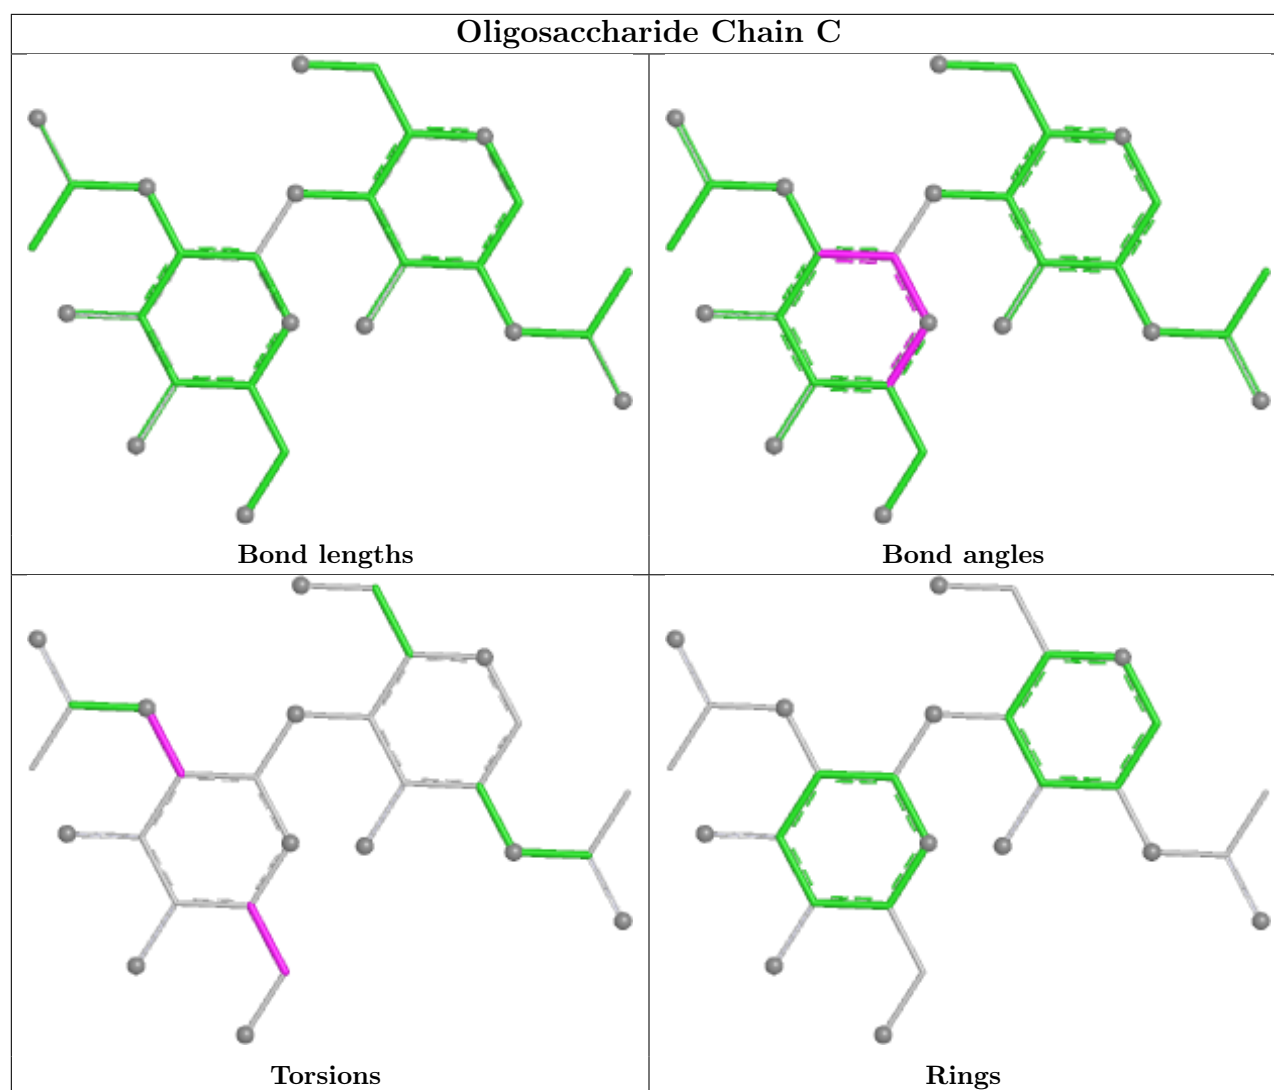 Oligosaccharide Chain C
Bond lengths
Bond angles
Torsions
Rings